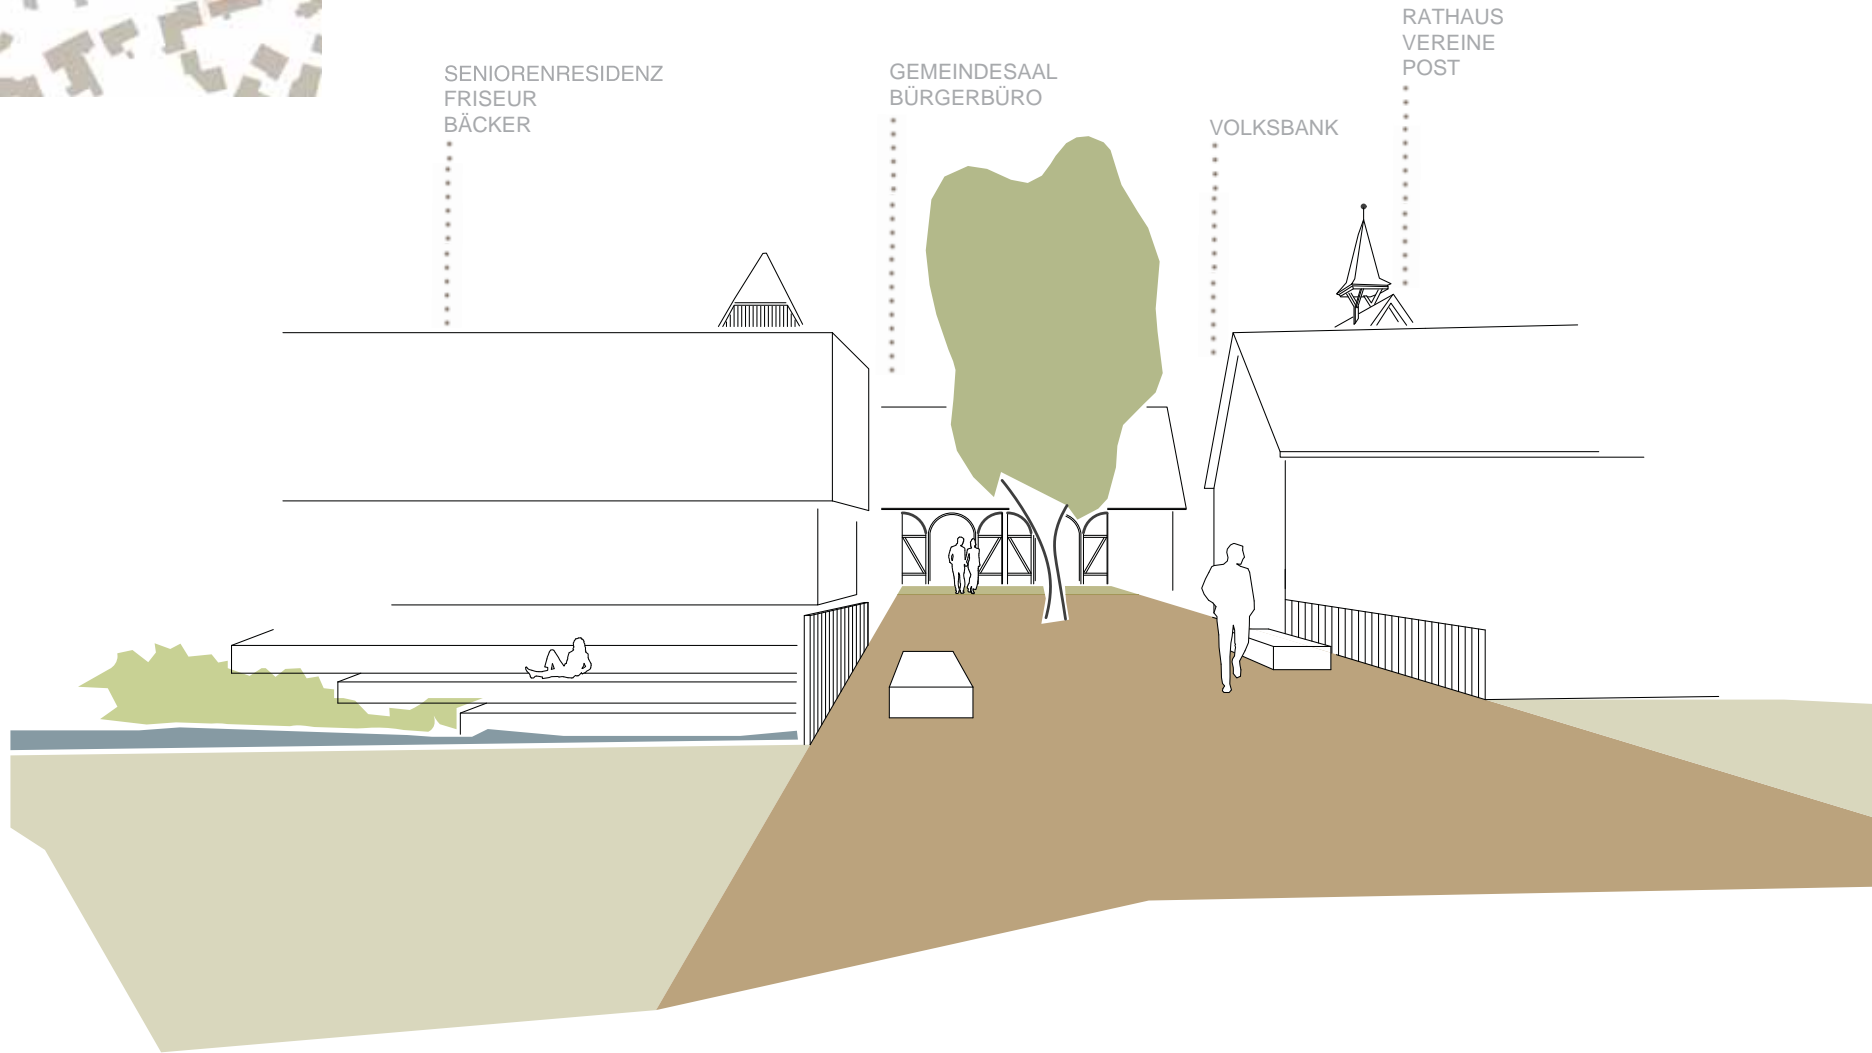 SENIORENRESIDENZ
FRISEUR
BÄCKER
GEMEINDESAAL
BÜRGERBÜRO
VOLKSBANK
RATHAUS
VEREINE
POST